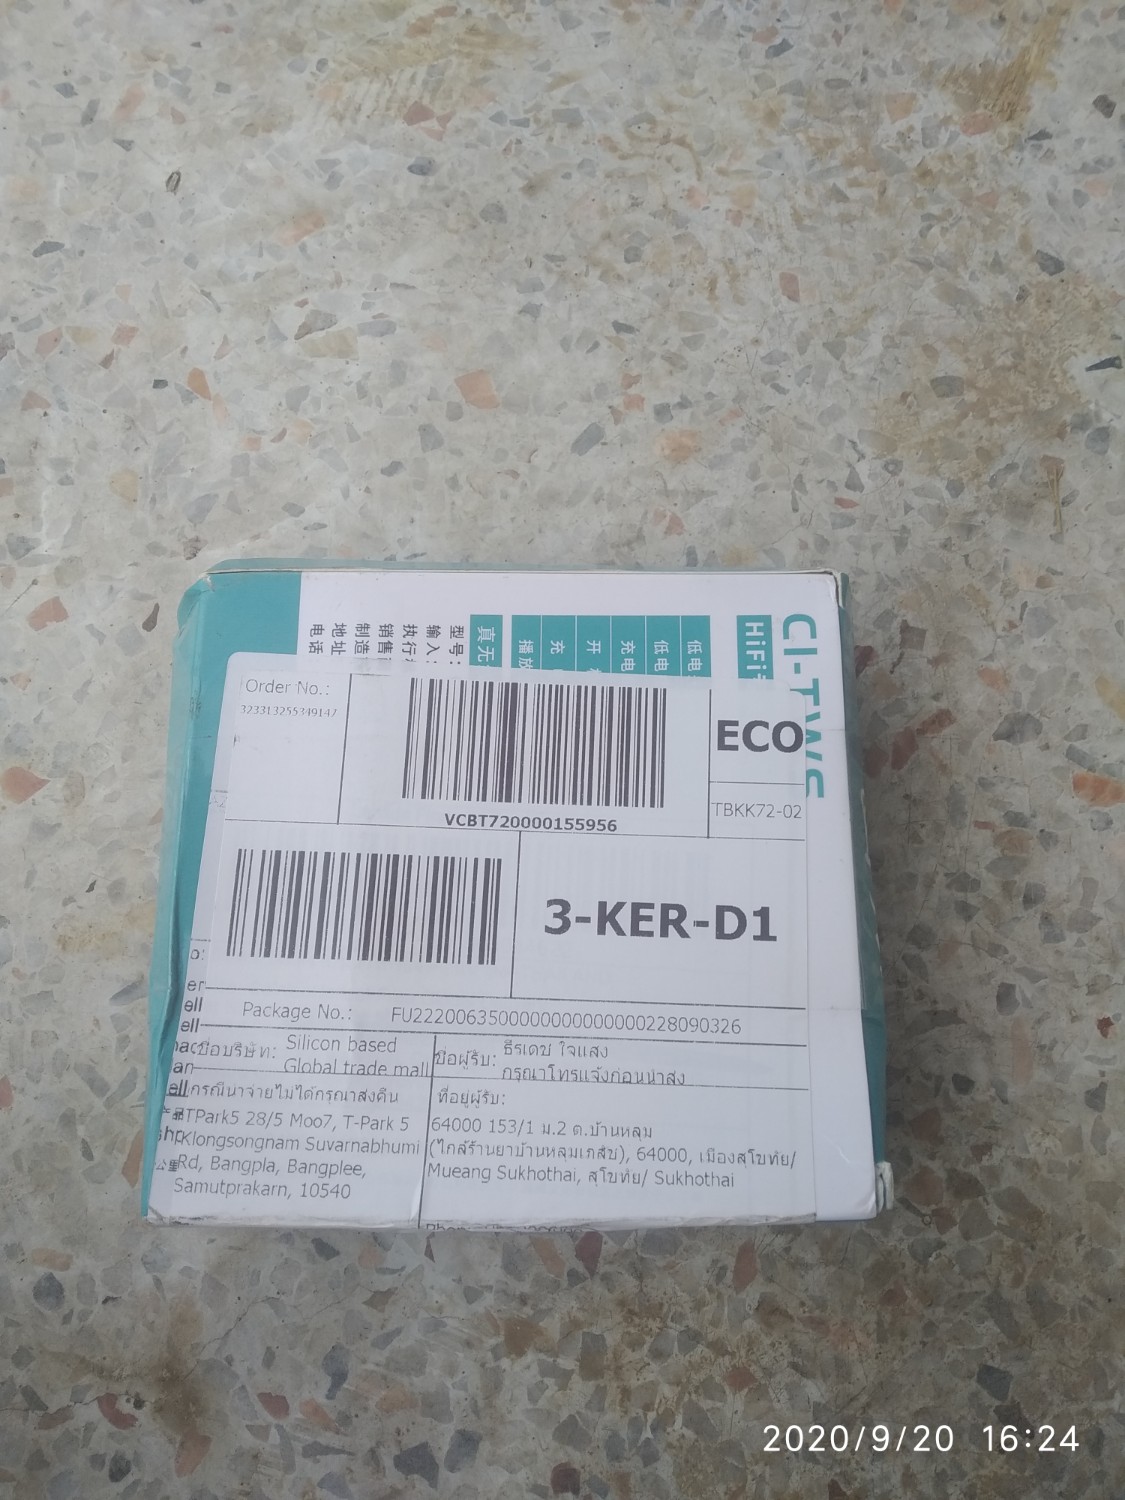 CI-TWS
HiFi
低电
低电
充电
开
充
播放
真无
型号:
输入:
执行
销售
制造
地址
电话
Order No.:
323313255349147
VCBT720000155956
ECO
TBKK72-02
3-KER-D1
Package No.: FU22200635000000000000000228090326
ชื่อบริษัท: Silicon based
Global trade mall
กรณีนำจ่ายไม่ได้กรุณาส่งคืน
TPark5 28/5 Moo7, T-Park 5
Klongsongnam Suvarnabhumi
Rd, Bangpla, Bangplee,
Samutprakarn, 10540
ชื่อผู้รับ: ธีรเดช ใจแสง
กรุณาโทรแจ้งก่อนนำส่ง
ที่อยู่ผู้รับ:
64000 153/1 ม.2 ต.บ้านหลุม
(ใกล้ร้านยาบ้านหลุมเภสัช), 64000, เมืองสุโขทัย/
Mueang Sukhothai, สุโขทัย/ Sukhothai
2020/9/20 16:24